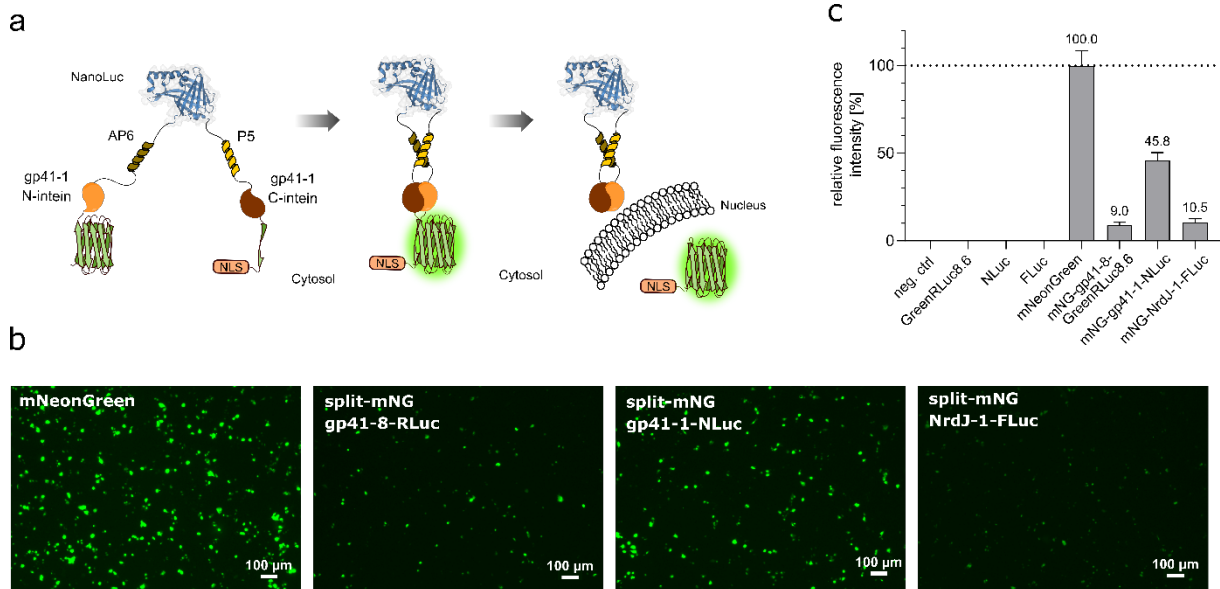 a
NanoLuc
AP6
P5
gp41-1
N-intein
gp41-1
C-intein
NLS
Cytosol
NLS
Cytosol
Nucleus
NLS
c
relative fluorescence
intensity [%]
100
50
0
100.0
9.0
45.8
10.5
neg. ctrl
GreenRLuc8.6
NLuc
FLuc
mNeonGreen
mNG-gp41-8-
GreenRLuc8.6
mNG-gp41-1-NLuc
mNG-NrdJ-1-FLuc
b
mNeonGreen
100 µm
split-mNG
gp41-8-RLuc
100 µm
split-mNG
gp41-1-NLuc
100 µm
split-mNG
NrdJ-1-FLuc
100 µm